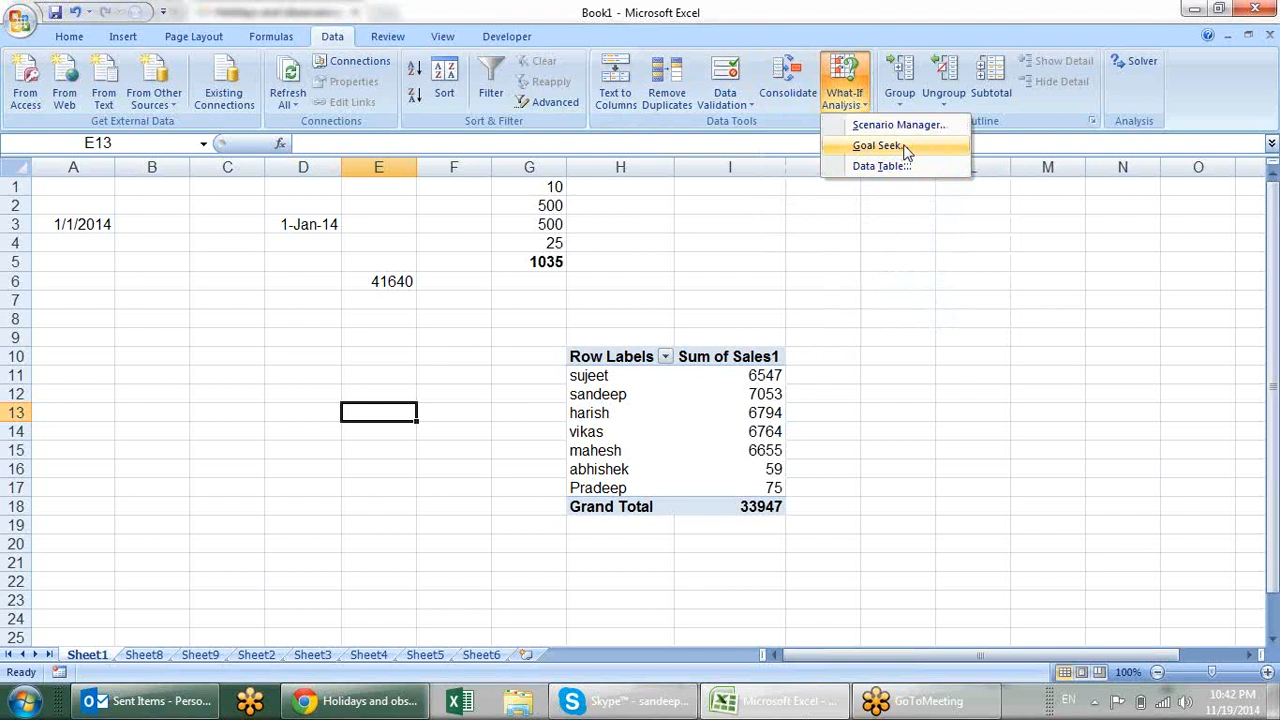 Book1 - Microsoft Excel
Home Insert Page Layout Formulas Data Review View Developer
From Access
From Web
From Text
From Other Sources
Existing Connections
Get External Data
Refresh All
Connections
Properties
Edit Links
Connections
Sort
Filter
Clear
Reapply
Advanced
Sort & Filter
Text to Columns
Remove Duplicates
Data Validation
Consolidate
What-If Analysis
Data Tools
Group
Ungroup
Subtotal
Show Detail
Hide Detail
Solver
Analysis
Scenario Manager...
Goal Seek...
Data Table...
E13
fx
A B C D E F G H I M N O
1 10
2 500
3 1/1/2014 1-Jan-14 500
4 25
5 1035
6 41640
7
8
9
10 Row Labels Sum of Sales1
11 sujeet 6547
12 sandeep 7053
13 harish 6794
14 vikas 6764
15 mahesh 6655
16 abhishek 59
17 Pradeep 75
18 Grand Total 33947
19
20
21
22
23
24
25
Sheet1 Sheet8 Sheet9 Sheet2 Sheet3 Sheet4 Sheet5 Sheet6
Ready 100%
Sent Items - Perso...
Holidays and obs...
Skype™ - sandeep...
Microsoft Excel - ...
GoToMeeting
EN
10:42 PM
11/19/2014